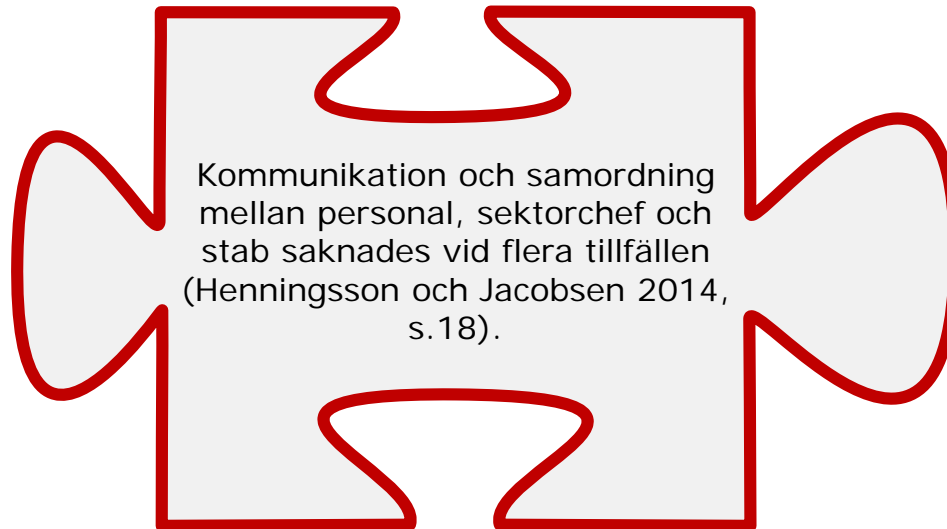 Kommunikation och samordning
mellan personal, sektorchef och
stab saknades vid flera tillfällen
(Henningsson och Jacobsen 2014,
s.18).